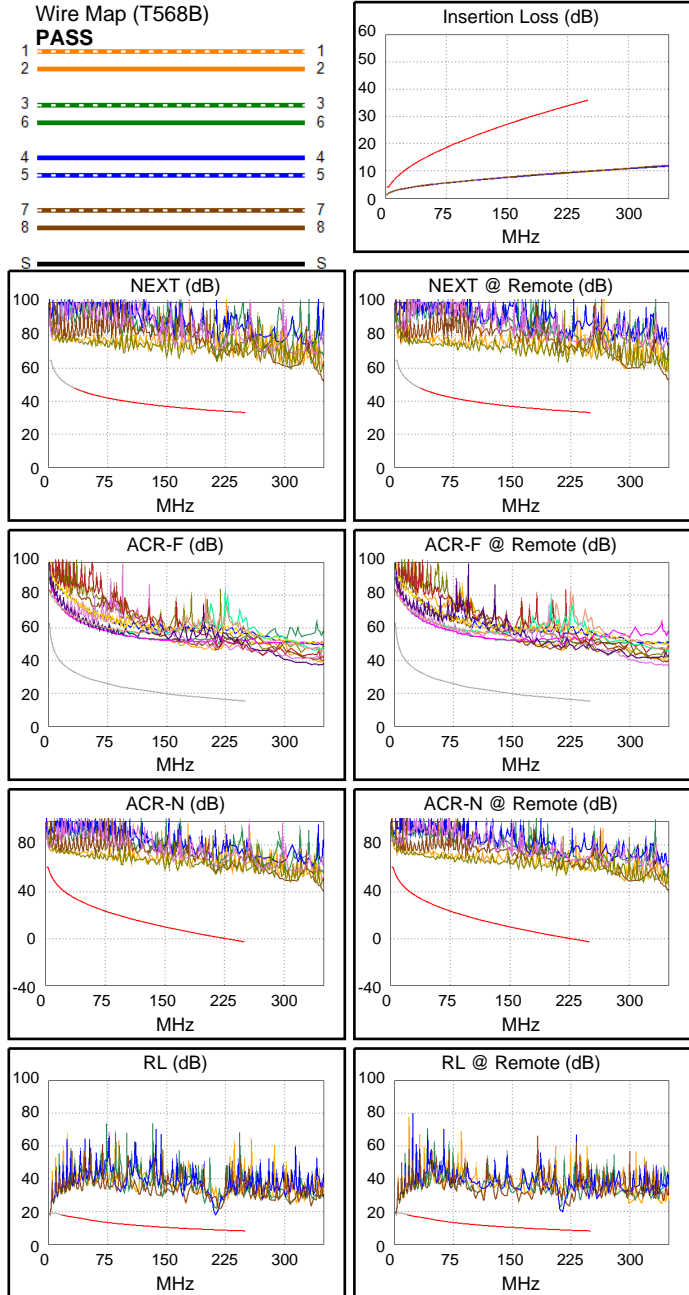 Wire Map (T568B)
PASS
1 1
2 2
3 3
6 6
4 4
5 5
7 7
8 8
S S
Insertion Loss (dB)
60
50
40
30
20
10
0
0 75 150 225 300
MHz
NEXT (dB)
100
80
60
40
20
0
0 75 150 225 300
MHz
NEXT @ Remote (dB)
100
80
60
40
20
0
0 75 150 225 300
MHz
ACR-F (dB)
100
80
60
40
20
0
0 75 150 225 300
MHz
ACR-F @ Remote (dB)
100
80
60
40
20
0
0 75 150 225 300
MHz
ACR-N (dB)
80
40
0
-40
0 75 150 225 300
MHz
ACR-N @ Remote (dB)
80
40
0
-40
0 75 150 225 300
MHz
RL (dB)
100
80
60
40
20
0
0 75 150 225 300
MHz
RL @ Remote (dB)
100
80
60
40
20
0
0 75 150 225 300
MHz